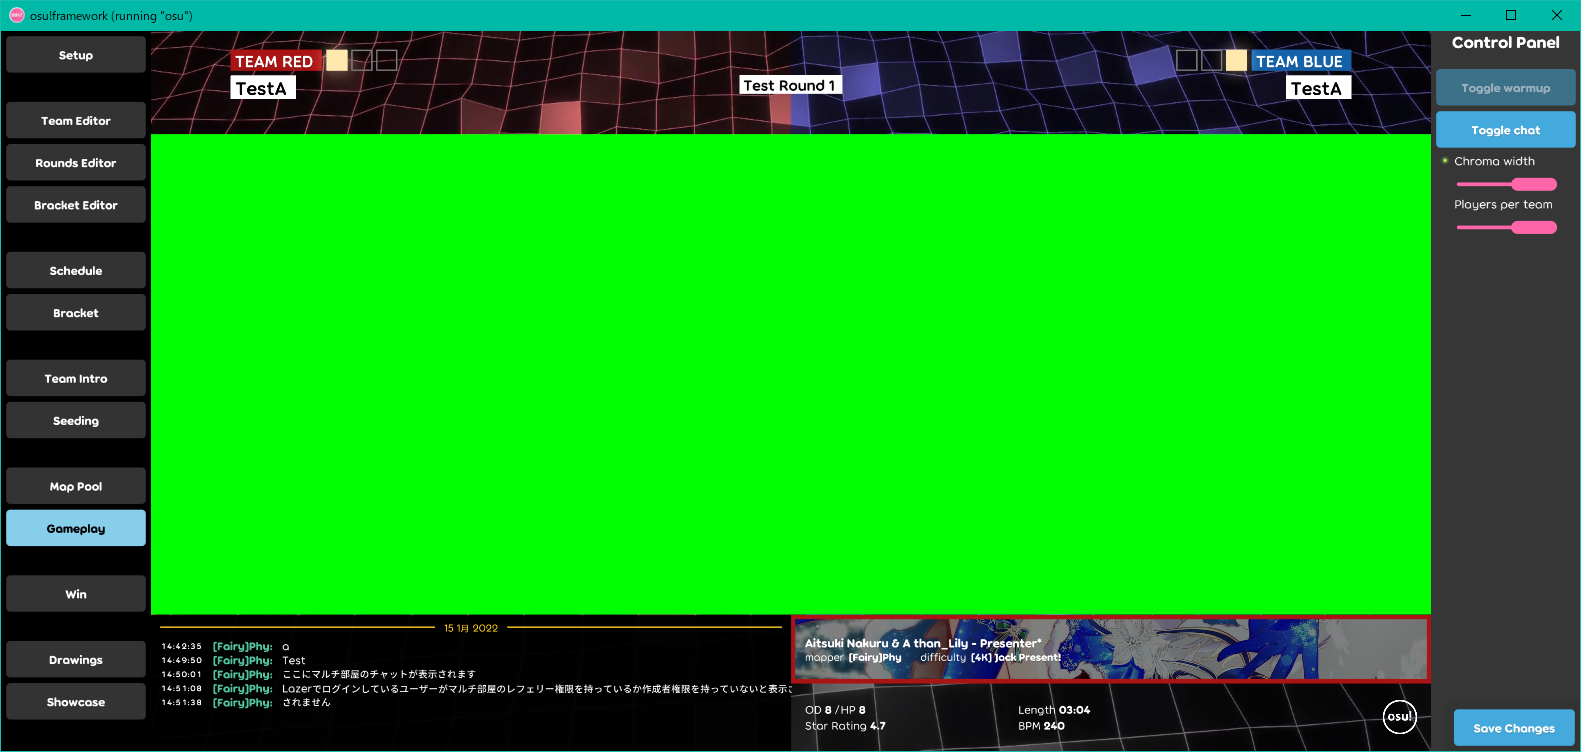 osu!framework (running "osu")
Setup
Team Editor
Rounds Editor
Bracket Editor
Schedule
Bracket
Team Intro
Seeding
Map Pool
Gameplay
Win
Drawings
Showcase
TEAM RED
TestA
Test Round 1
TEAM BLUE
TestA
15 1月 2022
14:42:35 [Fairy]Phy: a
14:49:50 [Fairy]Phy: Test
14:50:01 [Fairy]Phy: ここにマルチ部屋のチャットが表示されます
14:51:08 [Fairy]Phy: Lazerでログインしているユーザーがマルチ部屋のレフェリー権限を持っているか作成者権限を持っていないと表示さ
14:51:38 [Fairy]Phy: されません
Aitsuki Nakuru & A than_Lily - Presenter*
mapper [Fairy]Phy difficulty [4K] Jack Present!
OD 8 / HP 8
Star Rating 4.7
Length 03:04
BPM 240
osu!
Control Panel
Toggle warmup
Toggle chat
Chroma width
Players per team
Save Changes